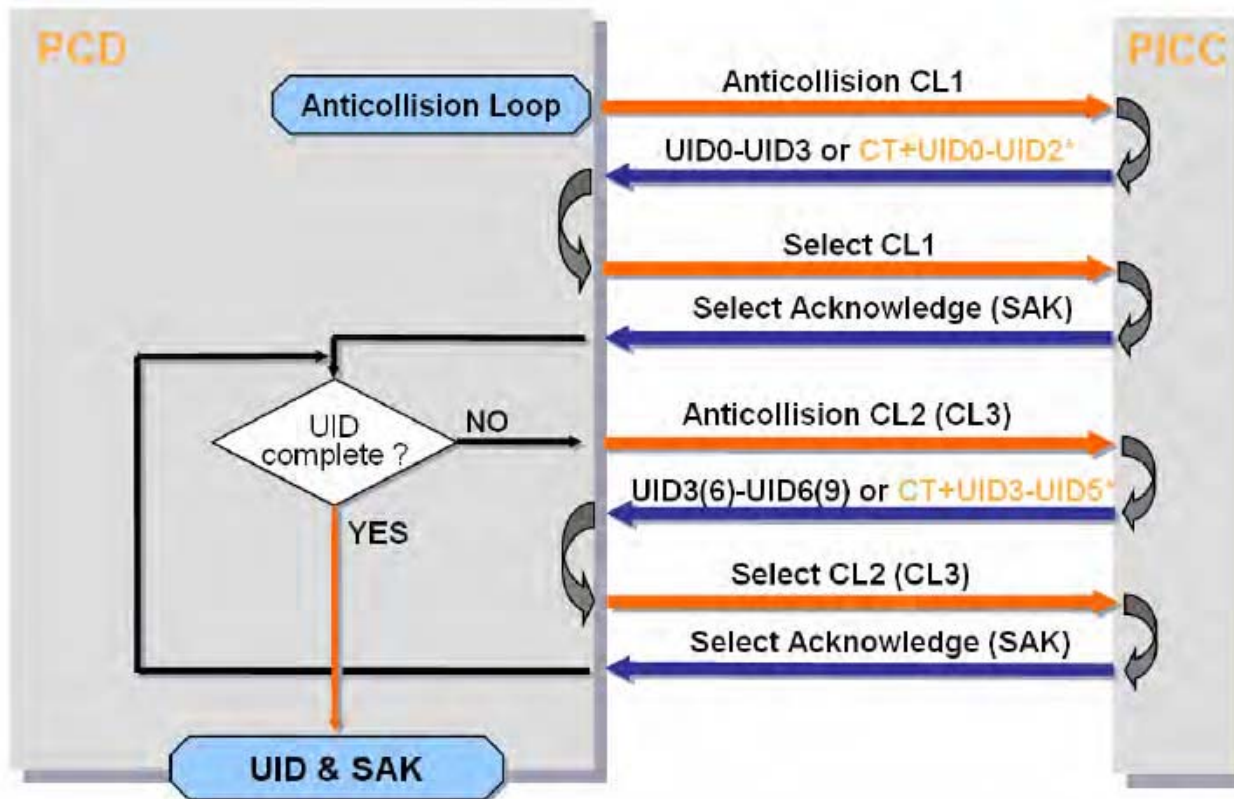 PCD
PICC
Anticollision Loop
Anticollision CL1
UID0-UID3 or CT+UID0-UID2*
Select CL1
Select Acknowledge (SAK)
UID
complete ?
NO
YES
Anticollision CL2 (CL3)
UID3(6)-UID6(9) or CT+UID3-UID5*
Select CL2 (CL3)
Select Acknowledge (SAK)
UID & SAK